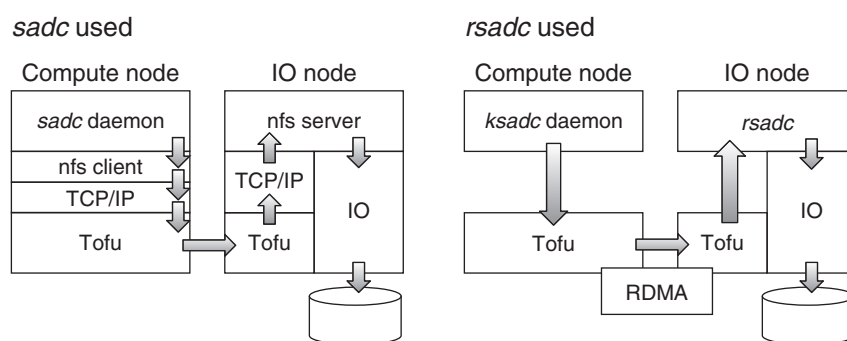 sadc used
Compute node
IO node
sadc daemon
nfs server
nfs client
TCP/IP
TCP/IP
IO
Tofu
Tofu
rsadc used
Compute node
IO node
ksadc daemon
rsadc
IO
Tofu
Tofu
RDMA